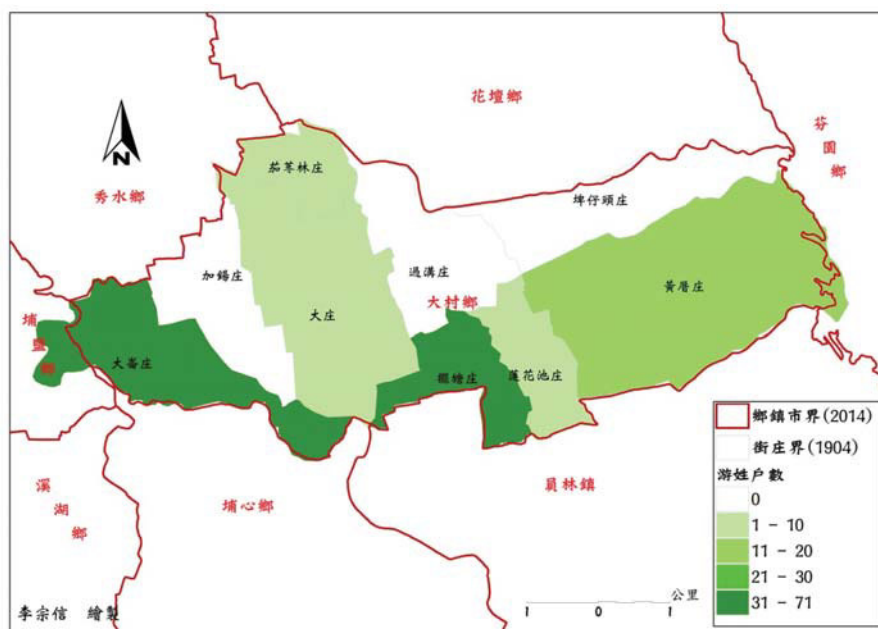 花壇鄉
芬園鄉
N
茄苳林庄
秀水鄉
埤仔頭庄
加錫庄
過溝庄
黃厝庄
大村鄉
大庄
埔鹽鄉
大崙庄
擺塘庄
蓮花池庄
溪湖鄉
埔心鄉
員林鎮
鄉鎮市界(2014)
街庄界(1904)
游姓戶數
0
1 - 10
11 - 20
21 - 30
31 - 71
公里
1 0 1
李宗信 繪製